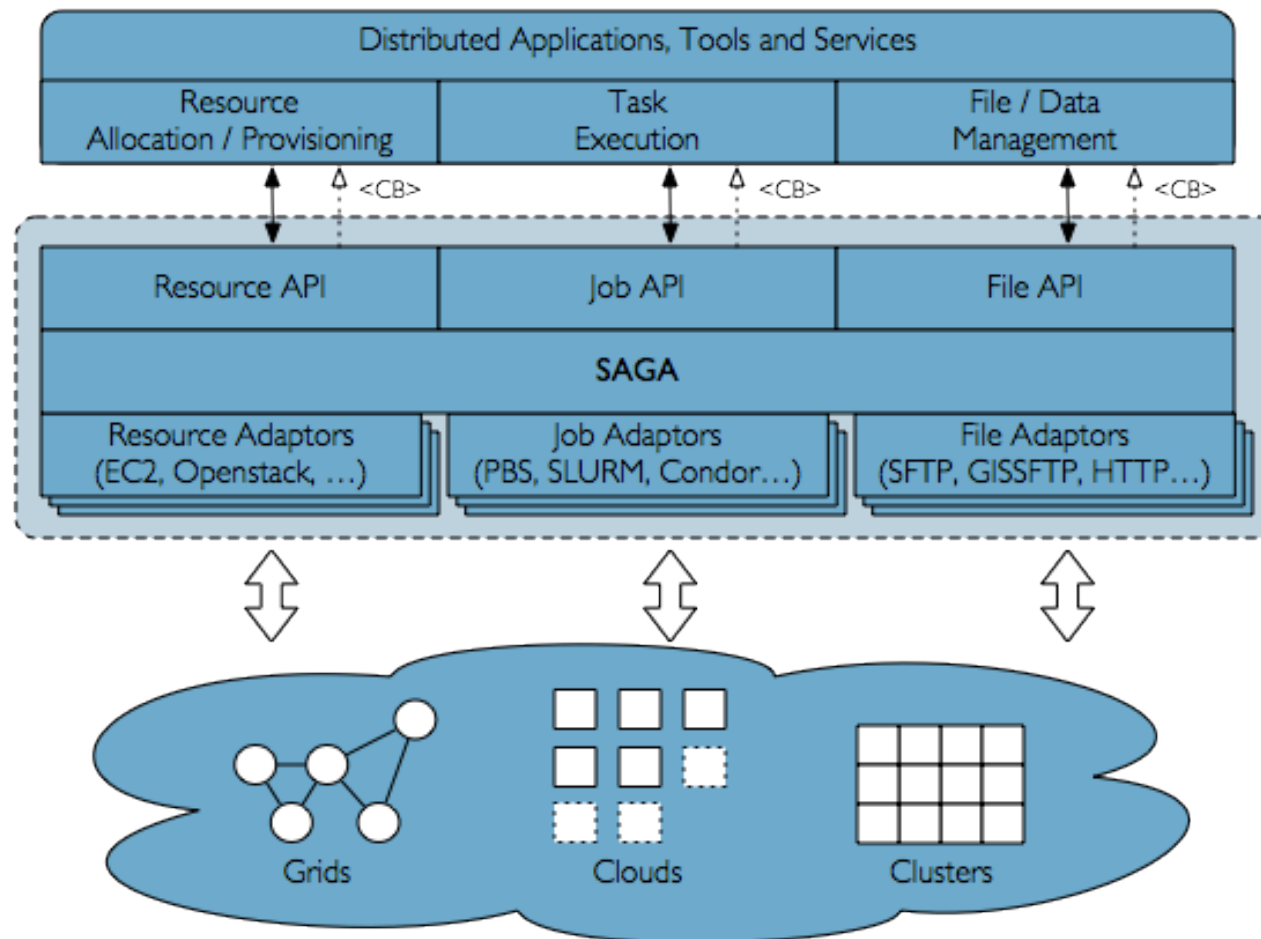 Distributed Applications, Tools and Services
Resource
Allocation / Provisioning
Task
Execution
File / Data
Management
<CB>
<CB>
<CB>
Resource API
Job API
File API
SAGA
Resource Adaptors
(EC2, Openstack, …)
Job Adaptors
(PBS, SLURM, Condor…)
File Adaptors
(SFTP, GISSFTP, HTTP…)
Grids
Clouds
Clusters